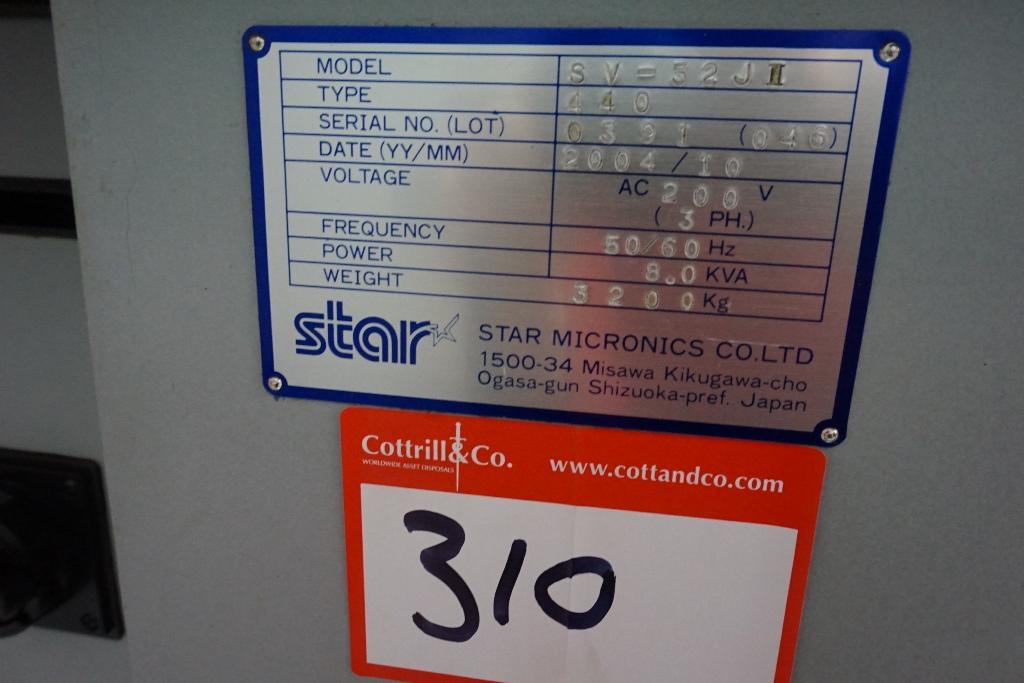 MODEL SV=32JII
TYPE 440
SERIAL NO. (LOT) 0391 (046)
DATE (YY/MM) 2004/10
VOLTAGE AC 200 V
( 3 PH.)
FREQUENCY 50/60 Hz
POWER 8.0 KVA
WEIGHT 3200 Kg
star
STAR MICRONICS CO.LTD
1500-34 Misawa Kikugawa-cho
Ogasa-gun Shizuoka-pref. Japan
Cottrill&Co.
WORLDWIDE ASSET DISPOSALS
www.cottandco.com
310